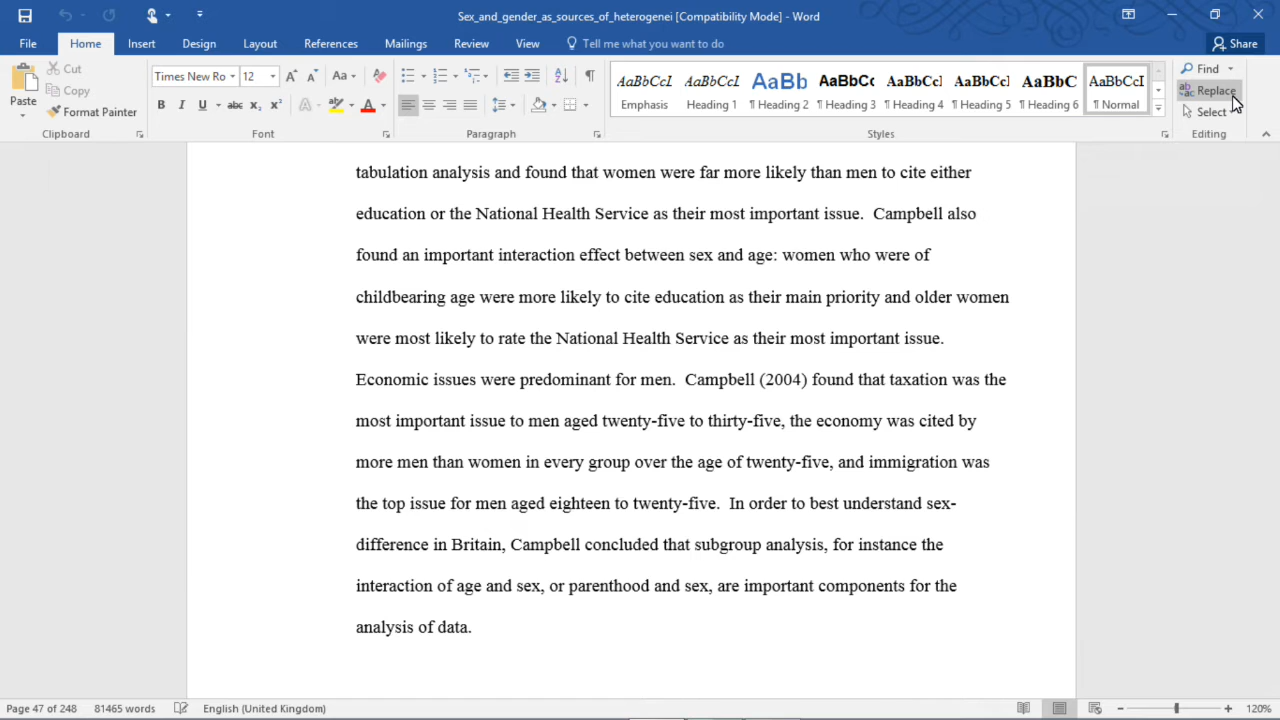 Sex_and_gender_as_sources_of_heterogenei [Compatibility Mode] - Word
File Home Insert Design Layout References Mailings Review View Tell me what you want to do Share
Paste
Cut
Copy
Format Painter
Clipboard
Times New Ro 12
Font
Paragraph
AaBbCcI AaBbCcI AaBb AaBbCc AaBbCcI AaBbCcI AaBbC AaBbCcI
Emphasis Heading 1 ¶ Heading 2 ¶ Heading 3 ¶ Heading 4 ¶ Heading 5 ¶ Heading 6 ¶ Normal
Styles
Find
Replace
Select
Editing
tabulation analysis and found that women were far more likely than men to cite either
education or the National Health Service as their most important issue.  Campbell also
found an important interaction effect between sex and age: women who were of
childbearing age were more likely to cite education as their main priority and older women
were most likely to rate the National Health Service as their most important issue.
Economic issues were predominant for men.  Campbell (2004) found that taxation was the
most important issue to men aged twenty-five to thirty-five, the economy was cited by
more men than women in every group over the age of twenty-five, and immigration was
the top issue for men aged eighteen to twenty-five.  In order to best understand sex-
difference in Britain, Campbell concluded that subgroup analysis, for instance the
interaction of age and sex, or parenthood and sex, are important components for the
analysis of data.
Page 47 of 248 81465 words English (United Kingdom) 120%